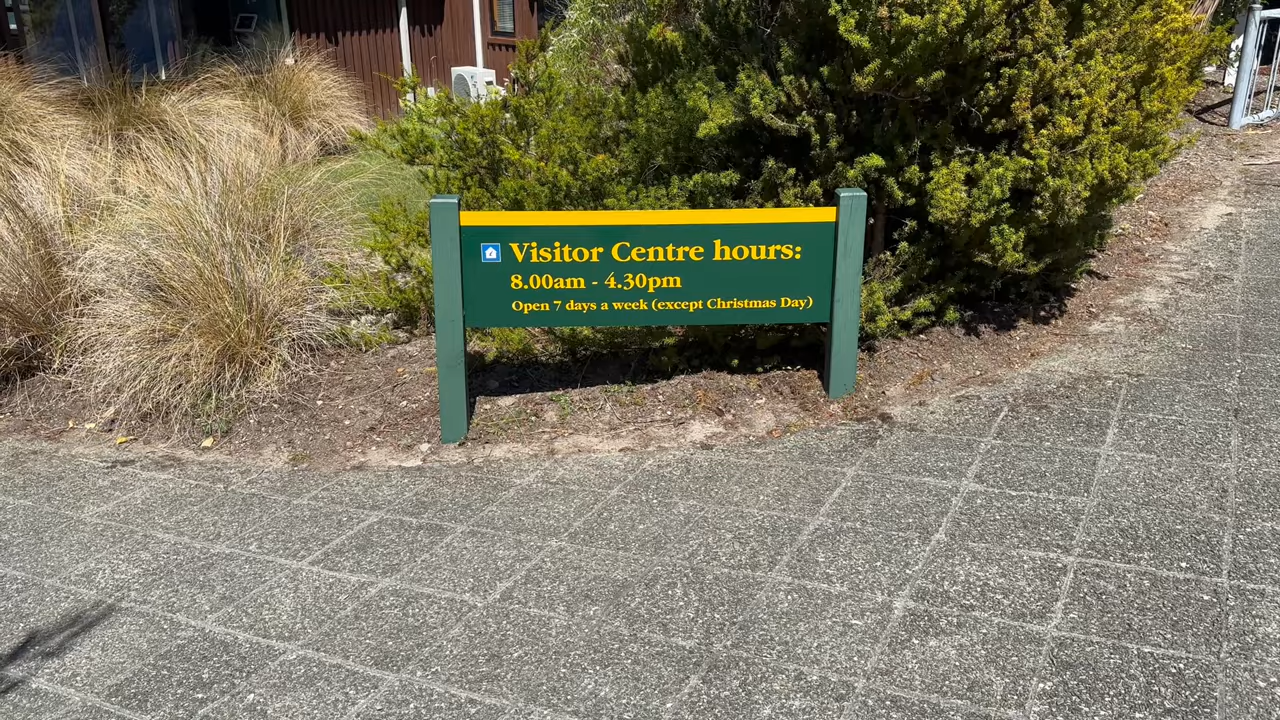 Visitor Centre hours:
8.00am - 4.30pm
Open 7 days a week (except Christmas Day)